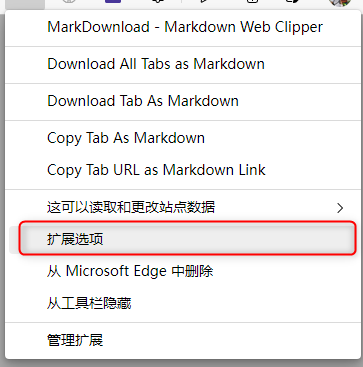 MarkDownload - Markdown Web Clipper
Download All Tabs as Markdown
Download Tab As Markdown
Copy Tab As Markdown
Copy Tab URL as Markdown Link
这可以读取和更改站点数据
扩展选项
从 Microsoft Edge 中删除
从工具栏隐藏
管理扩展